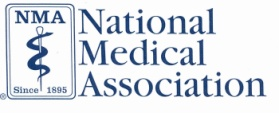 NMA
Since 1895
®
National
Medical
Association